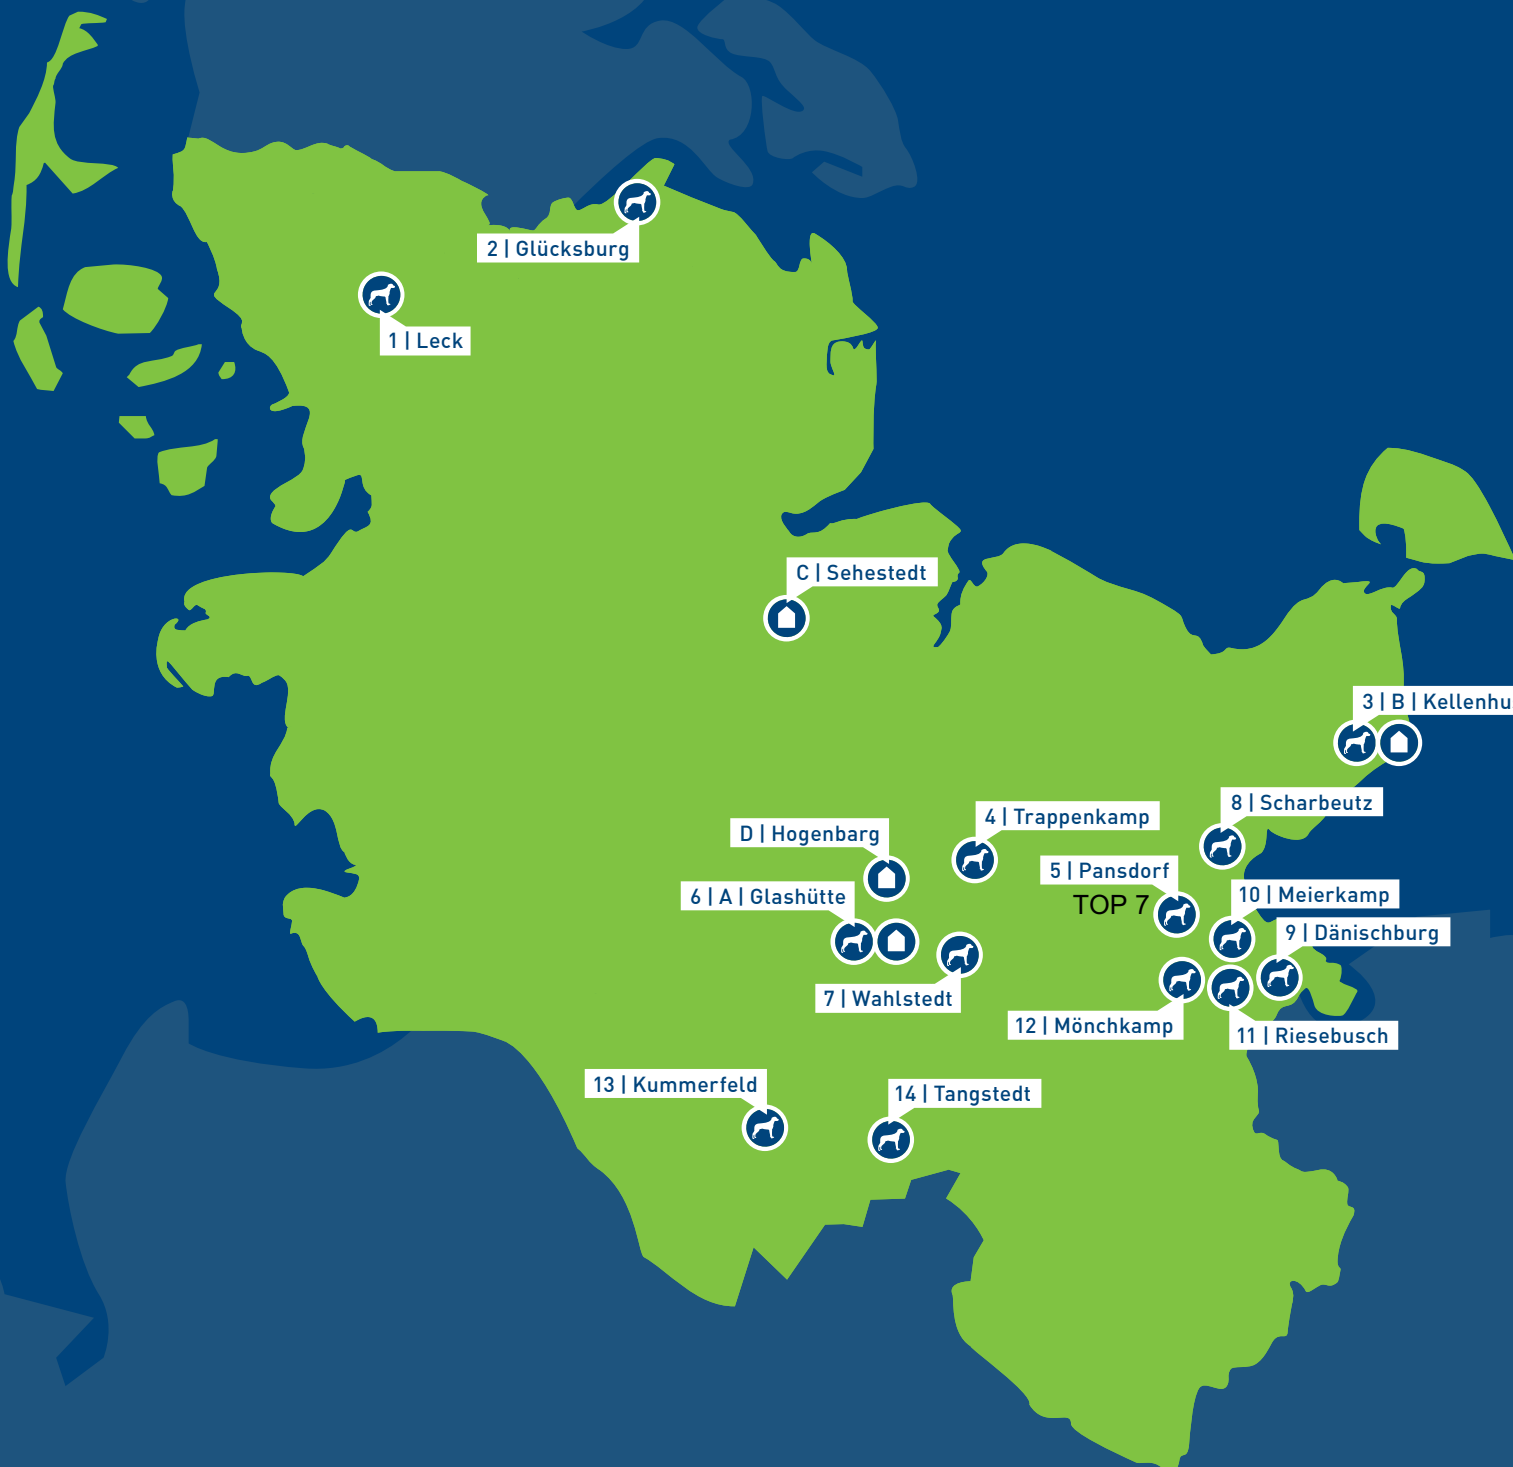 2 | Glücksburg
1 | Leck
C | Sehestedt
3 | B | Kellenhu
8 | Scharbeutz
4 | Trappenkamp
D | Hogenbarg
5 | Pansdorf
6 | A | Glashütte
TOP 7
10 | Meierkamp
9 | Dänischburg
7 | Wahlstedt
12 | Mönchkamp
11 | Riesebusch
13 | Kummerfeld
14 | Tangstedt